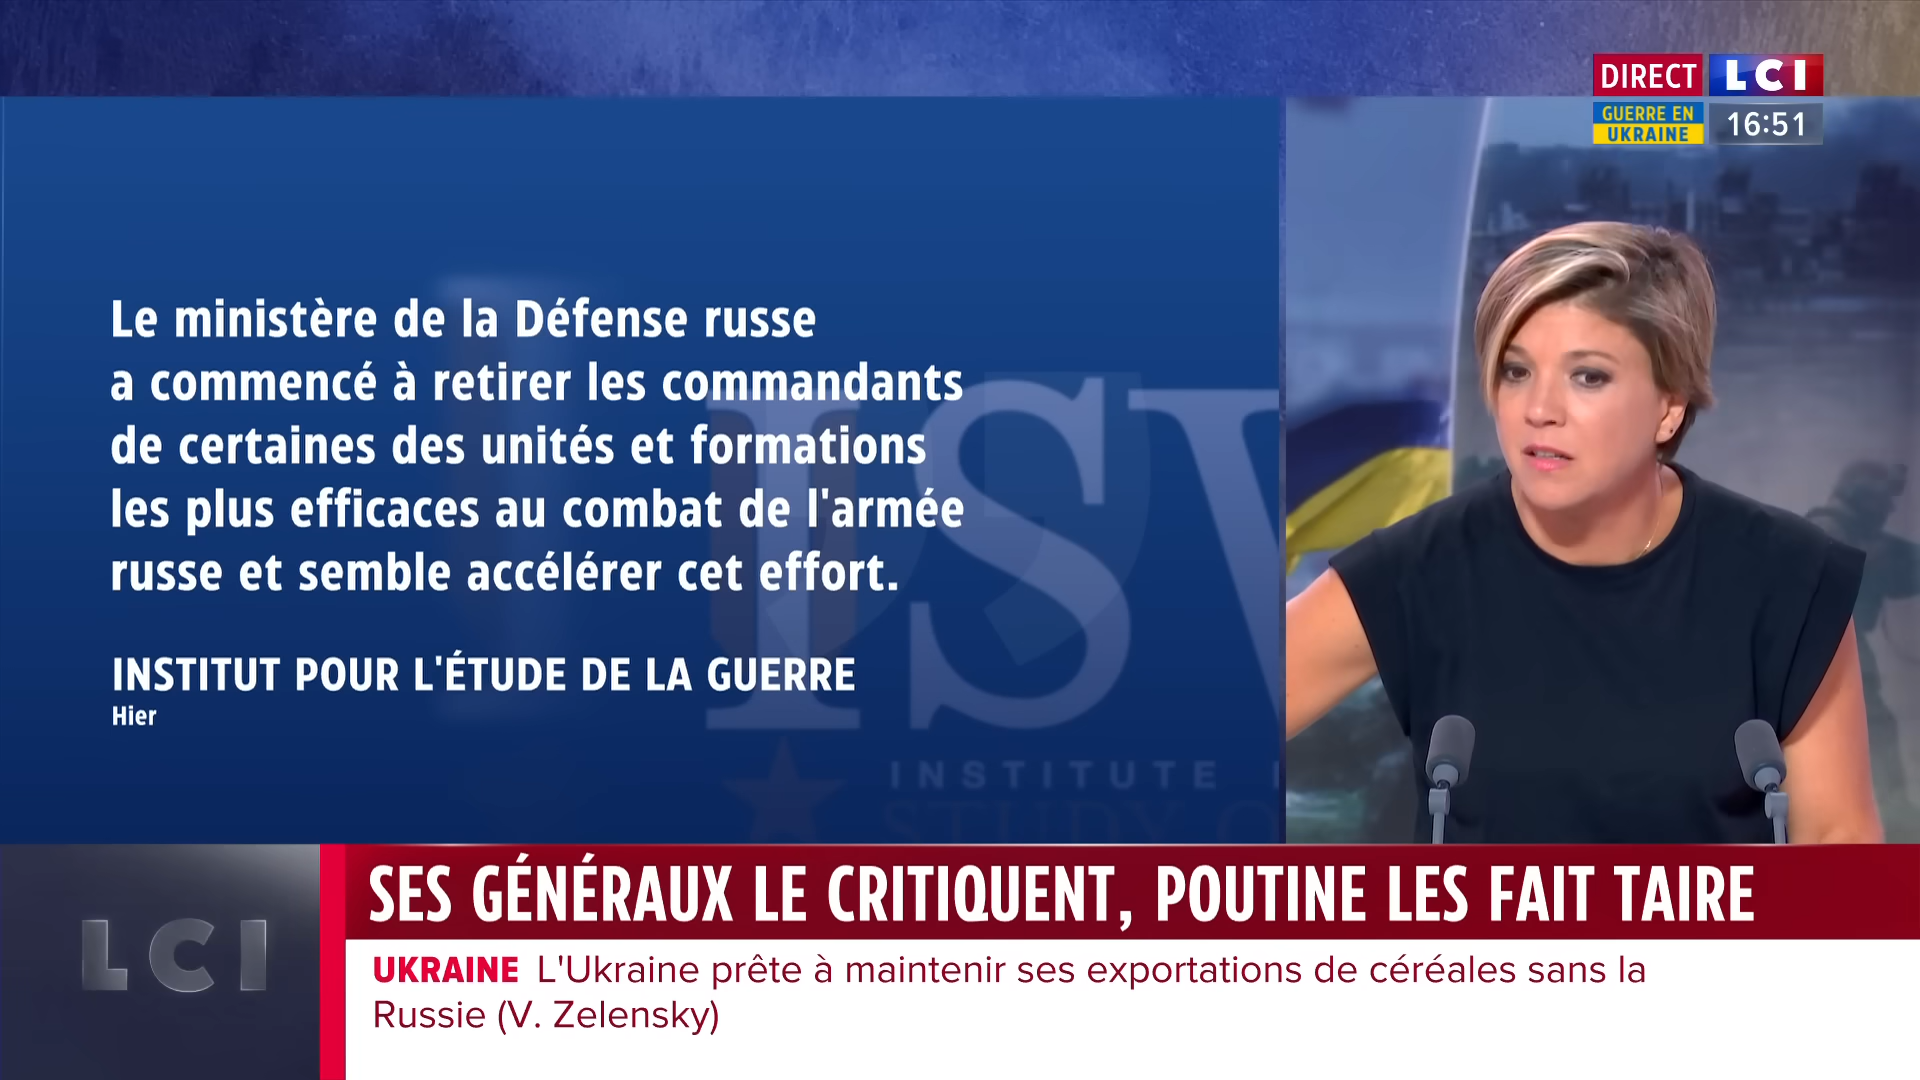 DIRECT LCI
GUERRE EN
UKRAINE
16:51
Le ministère de la Défense russe
a commencé à retirer les commandants
de certaines des unités et formations
les plus efficaces au combat de l'armée
russe et semble accélérer cet effort.
INSTITUT POUR L'ÉTUDE DE LA GUERRE
Hier
ISW
INSTITUTE
STUDY O
LCI
SES GÉNÉRAUX LE CRITIQUENT, POUTINE LES FAIT TAIRE
UKRAINE L'Ukraine prête à maintenir ses exportations de céréales sans la
Russie (V. Zelensky)